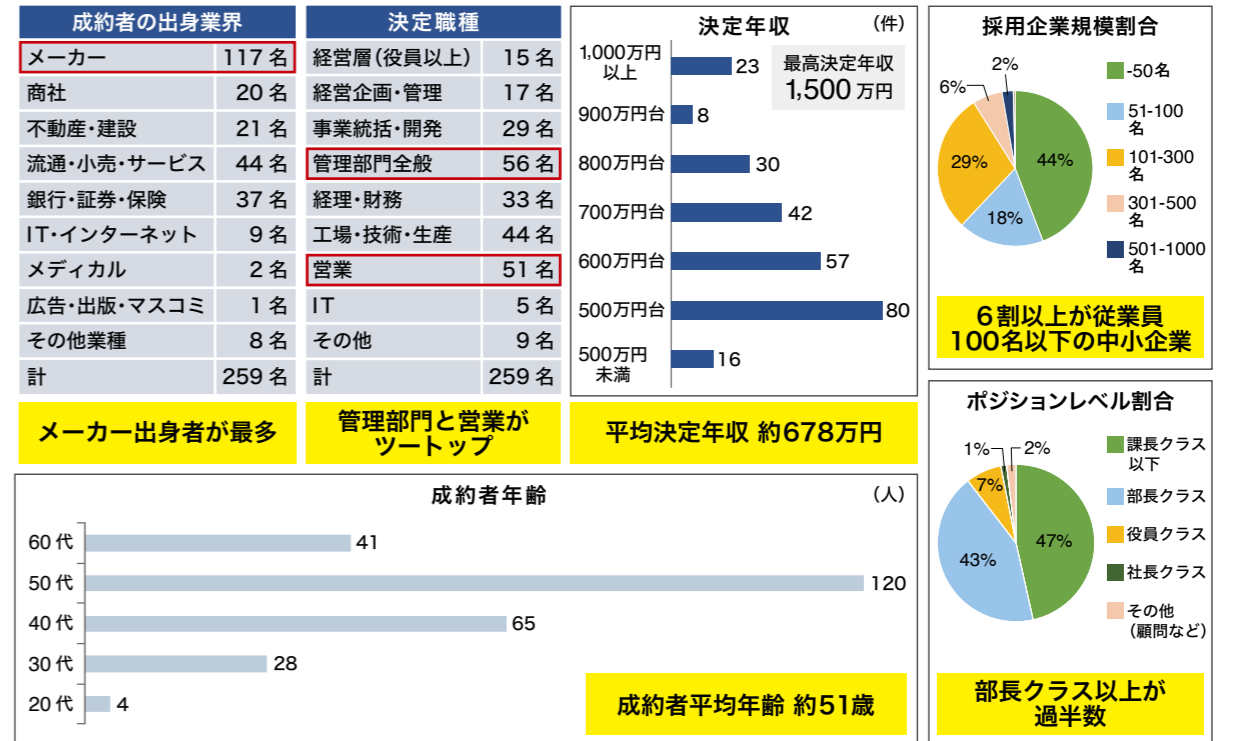 成約者の出身業界
メーカー 117名
商社 20名
不動産・建設 21名
流通・小売・サービス 44名
銀行・証券・保険 37名
IT・インターネット 9名
メディカル 2名
広告・出版・マスコミ 1名
その他業種 8名
計 259名
メーカー出身者が最多
決定職種
経営層(役員以上) 15名
経営企画・管理 17名
事業統括・開発 29名
管理部門全般 56名
経理・財務 33名
工場・技術・生産 44名
営業 51名
IT 5名
その他 9名
計 259名
管理部門と営業が
ツートップ
決定年収 (件)
最高決定年収
1,500万円
1,000万円
以上 23
900万円台 8
800万円台 30
700万円台 42
600万円台 57
500万円台 80
500万円
未満 16
平均決定年収 約678万円
採用企業規模割合
2%
6%
29%
44%
18%
-50名
51-100
名
101-300
名
301-500
名
501-1000
名
6割以上が従業員
100名以下の中小企業
成約者年齢 (人)
60代 41
50代 120
40代 65
30代 28
20代 4
成約者平均年齢 約51歳
ポジションレベル割合
1% 2%
7%
47%
43%
課長クラス
以下
部長クラス
役員クラス
社長クラス
その他
(顧問など)
部長クラス以上が
過半数